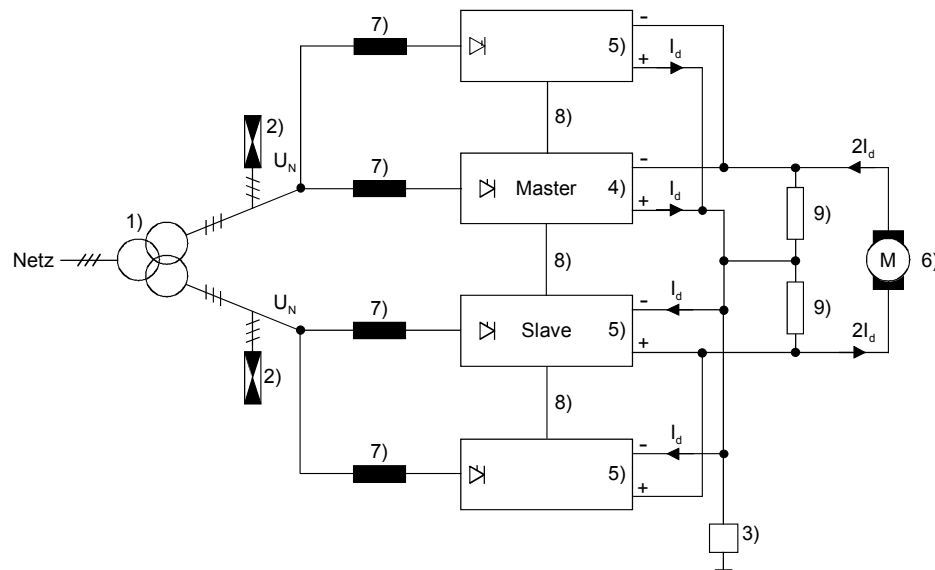 7)
5)
-
+
I_d
8)
2)
U_N
7)
Master
4)
-
+
I_d
2I_d
9)
1)
Netz
M
6)
8)
9)
U_N
7)
Slave
5)
-
+
I_d
2I_d
2)
8)
7)
5)
-
+
I_d
3)